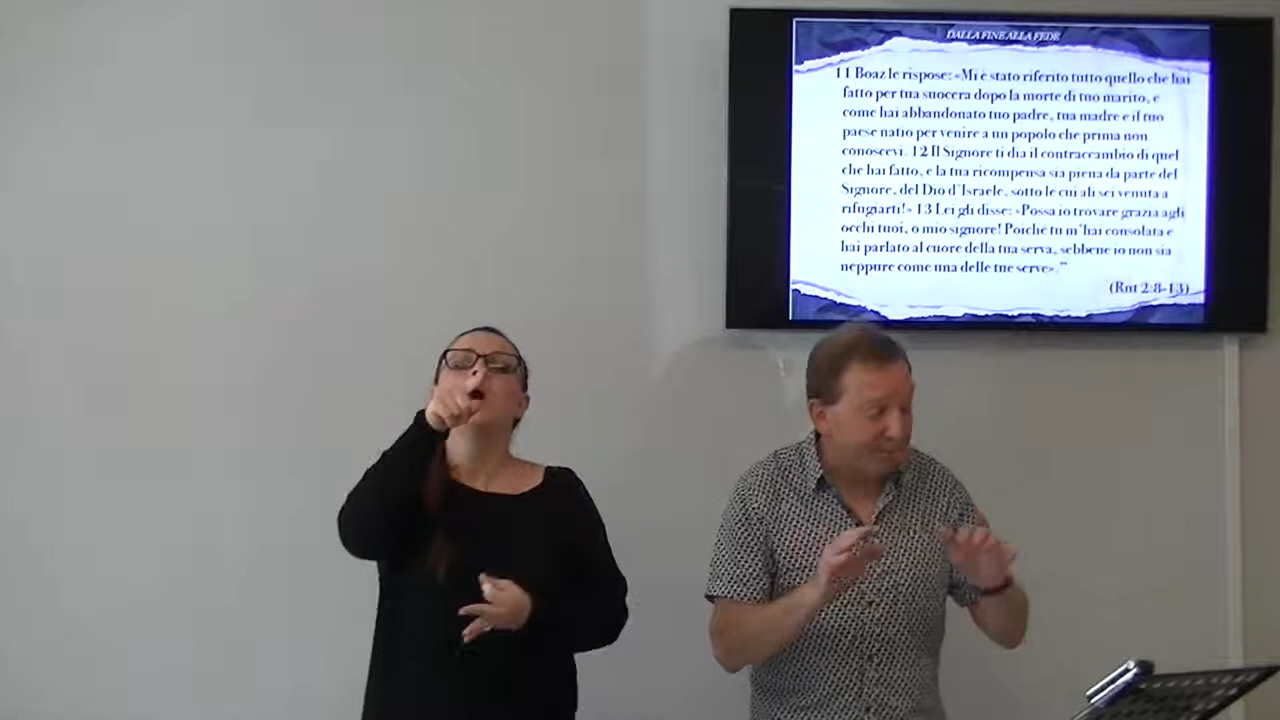 DALLA FINE ALLA FEDE
11 Boaz le rispose: «Mi è stato riferito tutto quello che hai
fatto per tua suocera dopo la morte di tuo marito, e
come hai abbandonato tuo padre, tua madre e il tuo
paese natio per venire a un popolo che prima non
conoscevi. 12 Il Signore ti dia il contraccambio di quel
che hai fatto, e la tua ricompensa sia piena da parte del
Signore, del Dio d'Israele, sotto le cui ali sei venuta a
rifugiarti!» 13 Lei gli disse: «Possa io trovare grazia agli
occhi tuoi, o mio signore! Poiché tu m'hai consolata e
hai parlato al cuore della tua serva, sebbene io non sia
neppure come una delle tue serve».”
(Rut 2:8-13)